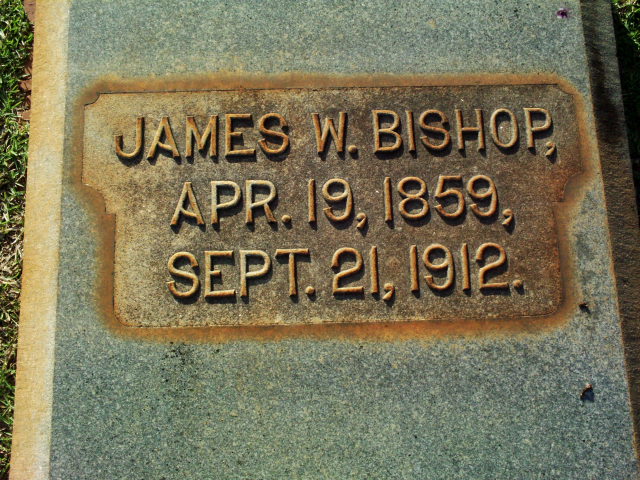 JAMES W. BISHOP,
APR. 19, 1859,
SEPT. 21, 1912.